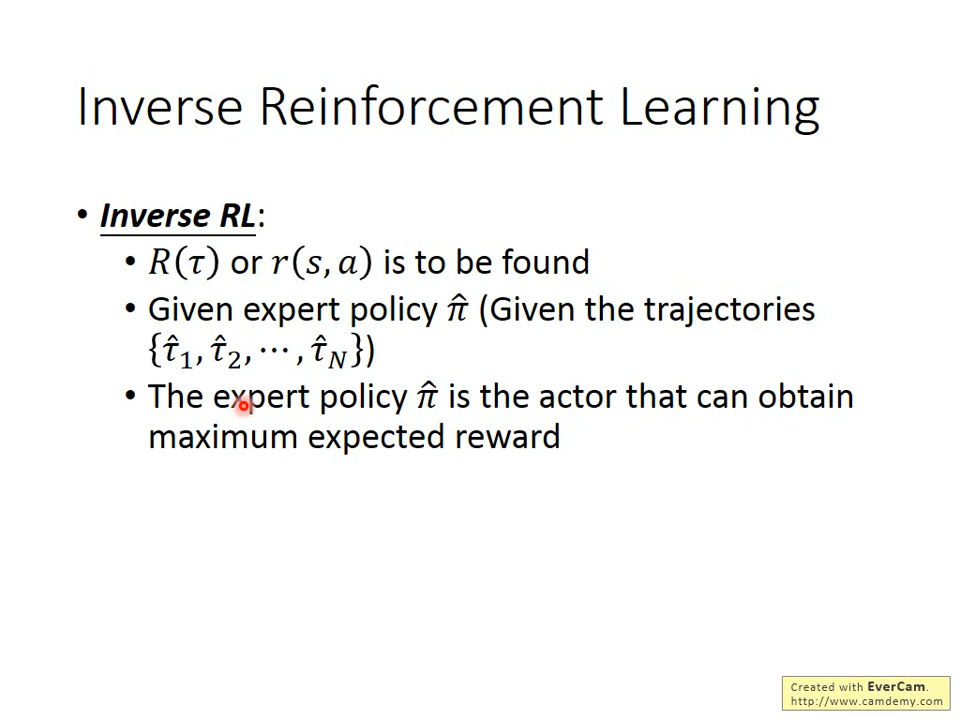 Inverse Reinforcement Learning
• Inverse RL:
• R(τ) or r(s, a) is to be found
• Given expert policy π̂ (Given the trajectories
{τ̂₁, τ̂₂, ⋯ , τ̂_N})
• The expert policy π̂ is the actor that can obtain
maximum expected reward
Created with EverCam.
http://www.camdemy.com